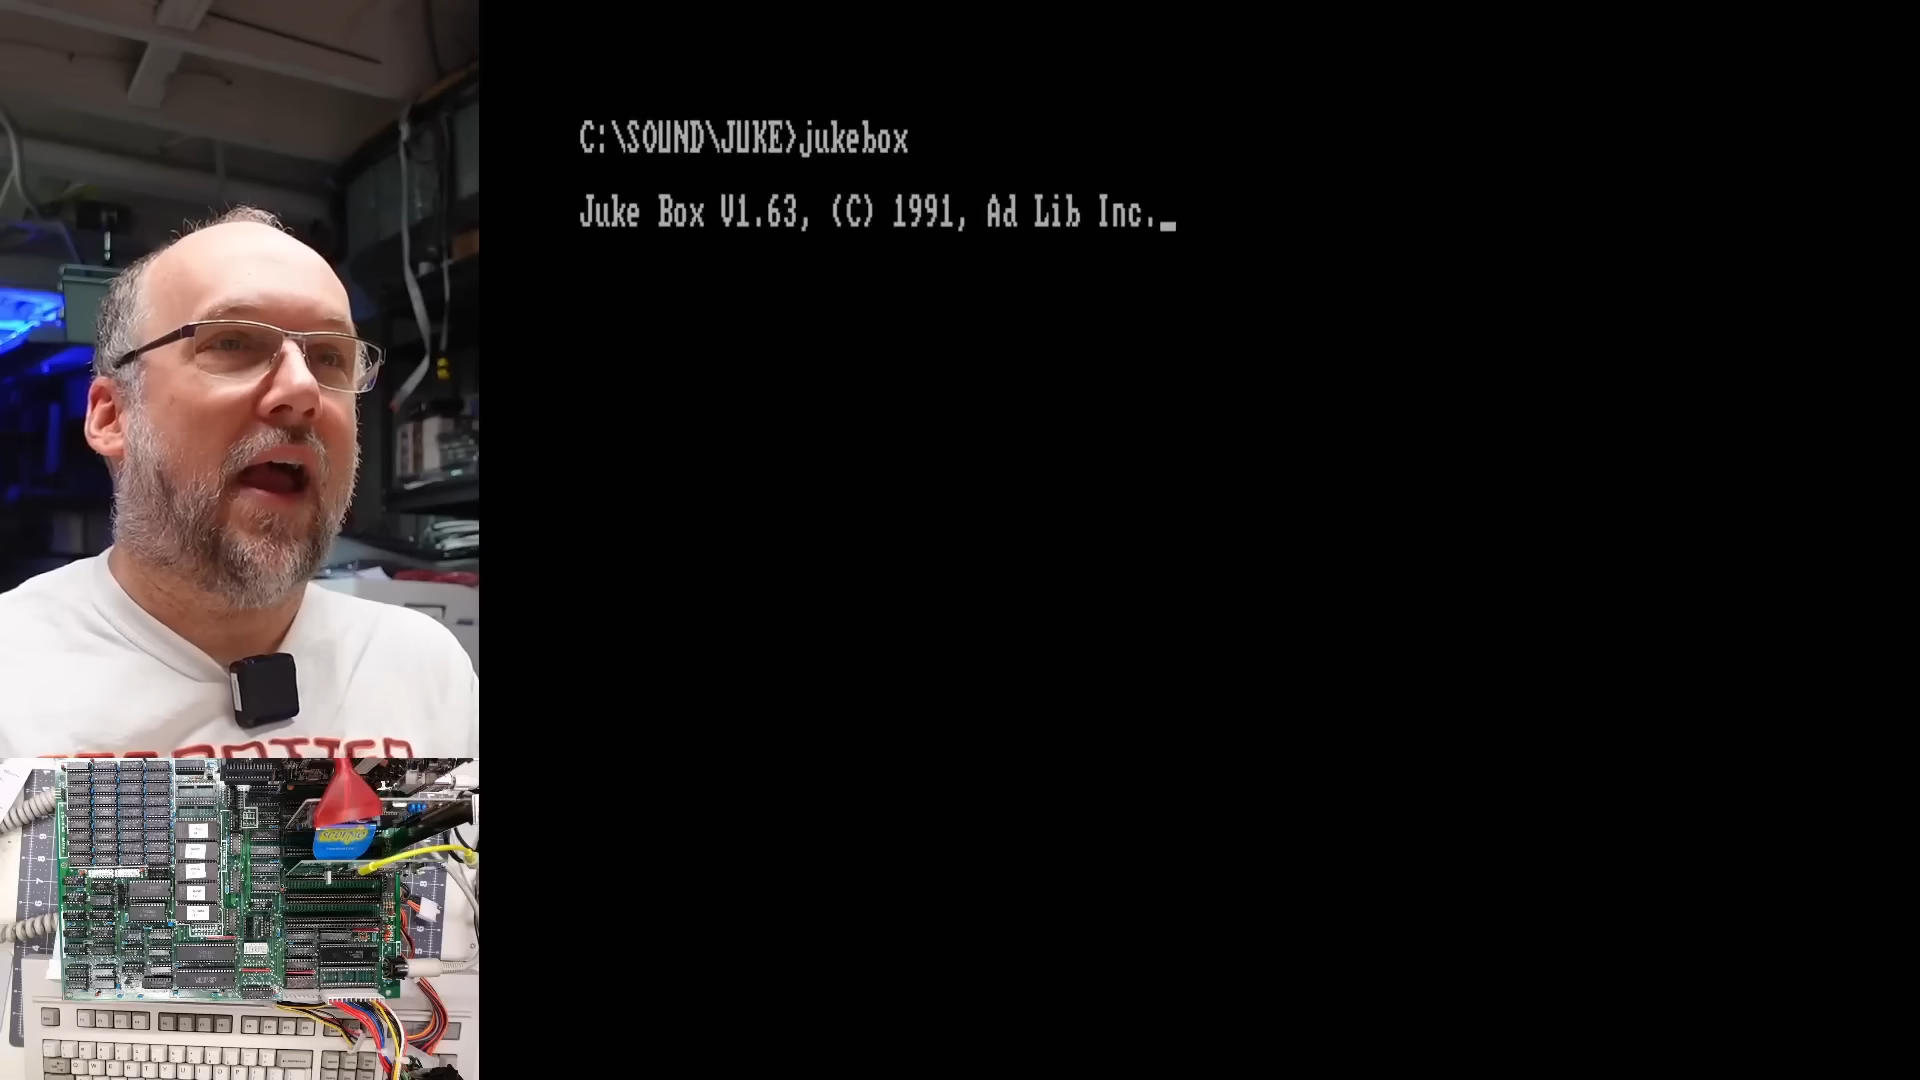 C:\SOUND\JUKE>jukebox
Juke Box V1.63, (C) 1991, Ad Lib Inc.